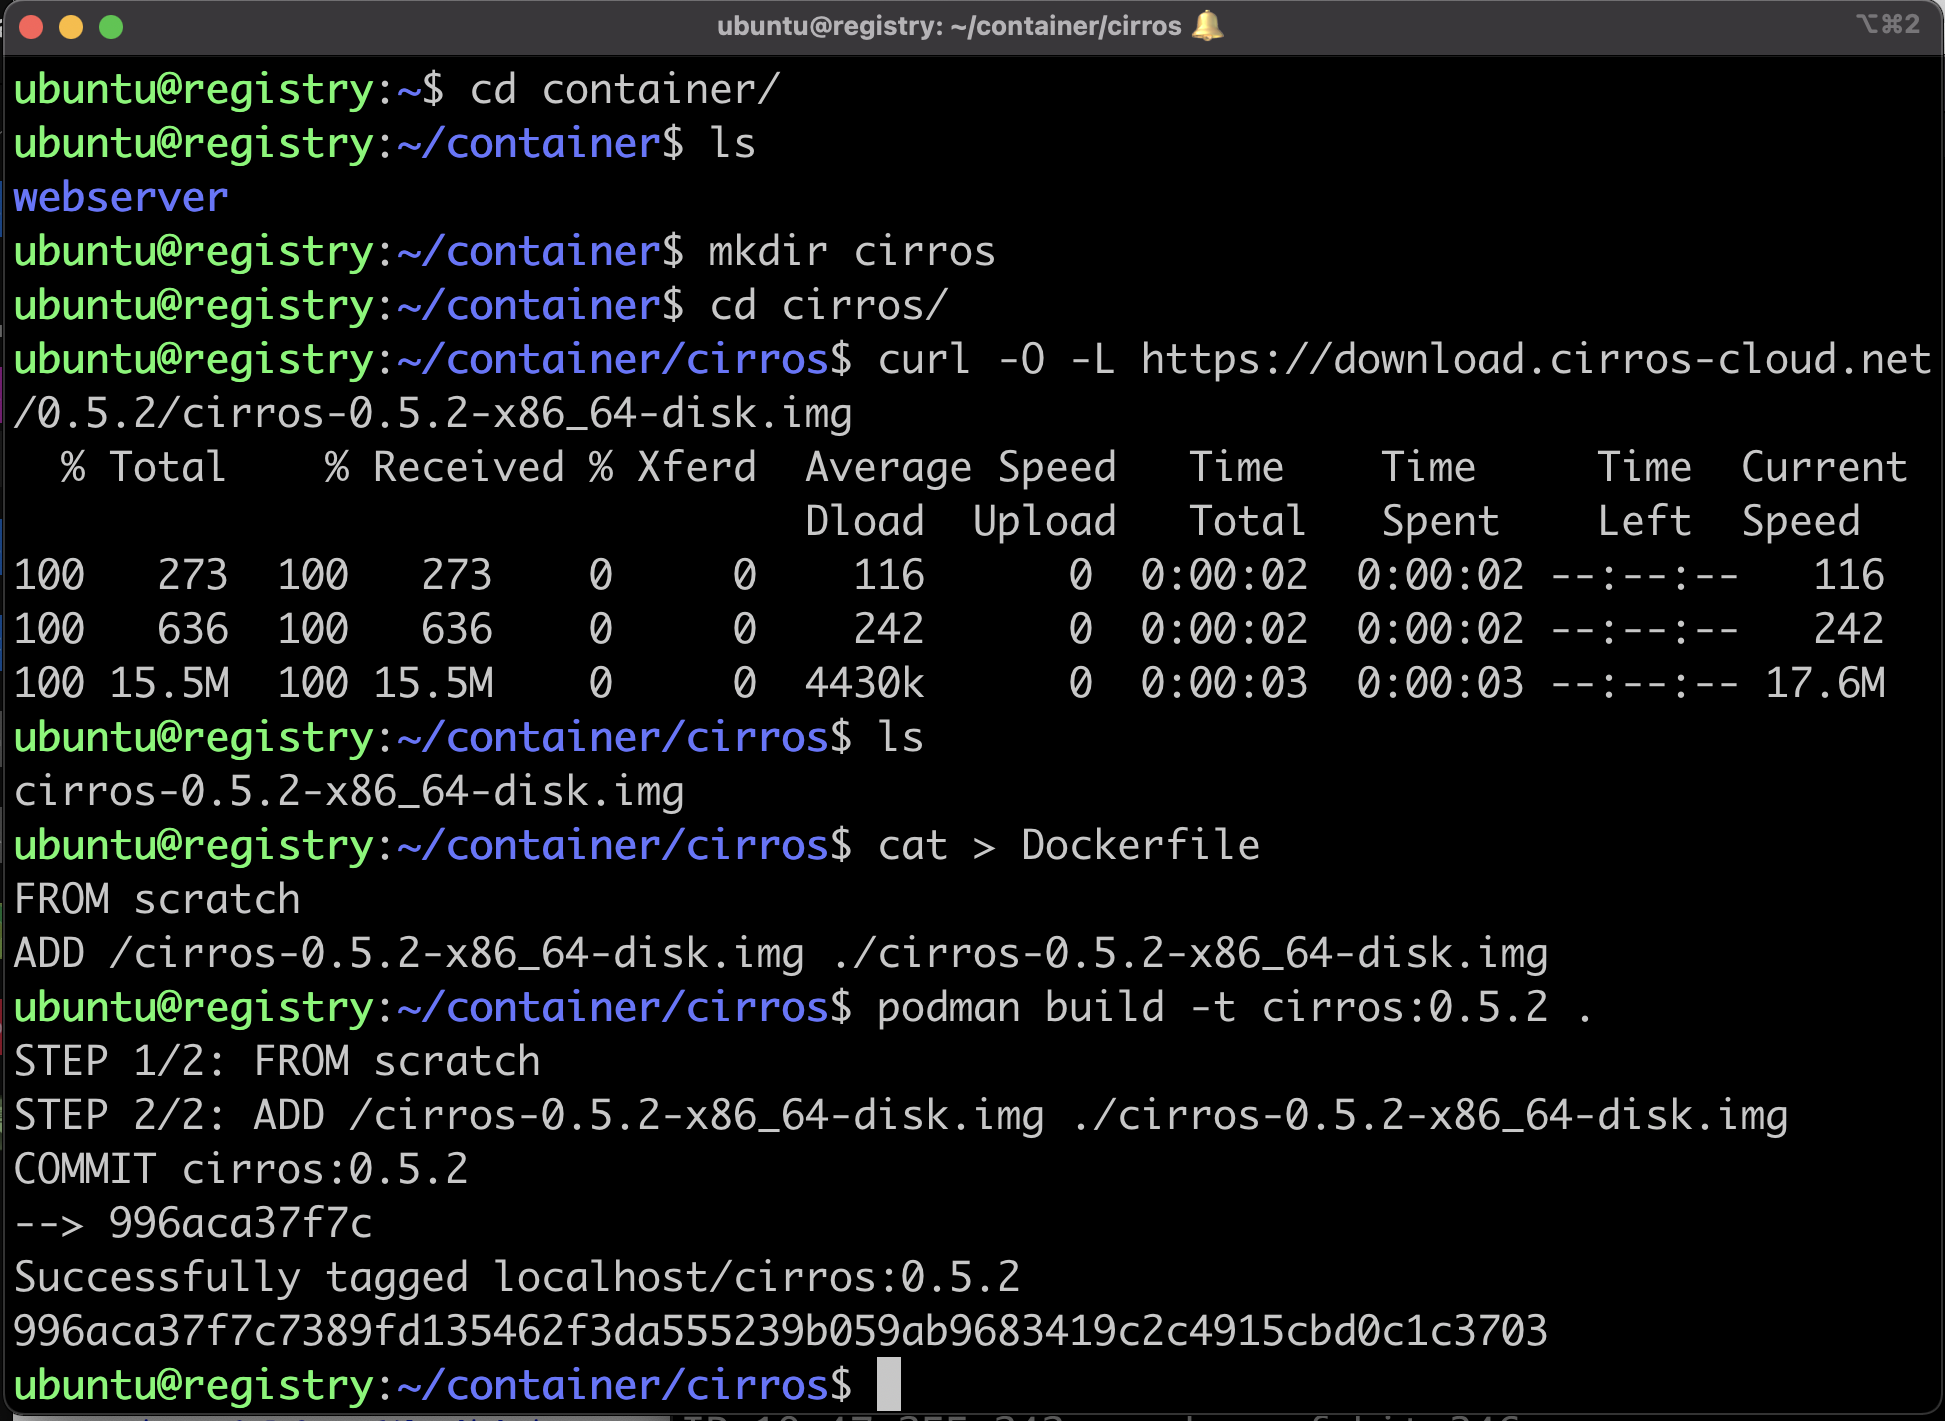 ubuntu@registry: ~/container/cirros 🔔 ⌥⌘2
ubuntu@registry:~$ cd container/
ubuntu@registry:~/container$ ls
webserver
ubuntu@registry:~/container$ mkdir cirros
ubuntu@registry:~/container$ cd cirros/
ubuntu@registry:~/container/cirros$ curl -O -L https://download.cirros-cloud.net
/0.5.2/cirros-0.5.2-x86_64-disk.img
  % Total    % Received % Xferd  Average Speed   Time    Time     Time  Current
                                 Dload  Upload   Total   Spent    Left  Speed
100   273  100   273    0     0    116      0  0:00:02  0:00:02 --:--:--   116
100   636  100   636    0     0    242      0  0:00:02  0:00:02 --:--:--   242
100 15.5M  100 15.5M    0     0  4430k      0  0:00:03  0:00:03 --:--:-- 17.6M
ubuntu@registry:~/container/cirros$ ls
cirros-0.5.2-x86_64-disk.img
ubuntu@registry:~/container/cirros$ cat > Dockerfile
FROM scratch
ADD /cirros-0.5.2-x86_64-disk.img ./cirros-0.5.2-x86_64-disk.img
ubuntu@registry:~/container/cirros$ podman build -t cirros:0.5.2 .
STEP 1/2: FROM scratch
STEP 2/2: ADD /cirros-0.5.2-x86_64-disk.img ./cirros-0.5.2-x86_64-disk.img
COMMIT cirros:0.5.2
--> 996aca37f7c
Successfully tagged localhost/cirros:0.5.2
996aca37f7c7389fd135462f3da555239b059ab9683419c2c4915cbd0c1c3703
ubuntu@registry:~/container/cirros$